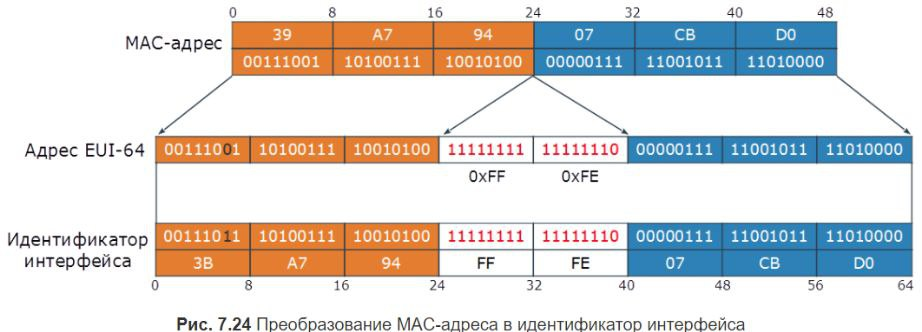 0 8 16 24 32 40 48
MAC-адрес 39 A7 94 07 CB D0
00111001 10100111 10010100 00000111 11001011 11010000
Адрес EUI-64 00111001 10100111 10010100 11111111 11111110 00000111 11001011 11010000
0xFF 0xFE
Идентификатор интерфейса 00111011 10100111 10010100 11111111 11111110 00000111 11001011 11010000
3B A7 94 FF FE 07 CB D0
0 8 16 24 32 40 48 56 64
Рис. 7.24 Преобразование MAC-адреса в идентификатор интерфейса